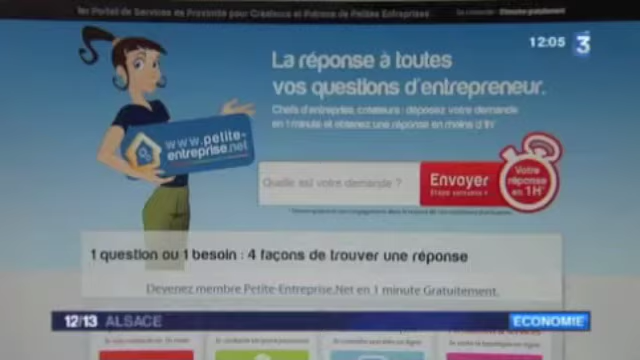 No Portail de Services de Proximité pour Créateurs et Patrons de Petites Entreprises
12:05 3
La réponse à toutes
vos questions d'entrepreneur.
Chefs d'entreprise, créateurs : déposez votre demande
en 1 minute et obtenez une réponse en moins d'1H*
www.petite-
entreprise.net
Quelle est votre demande ?
Envoyer
Votre
réponse
en 1H*
1 question ou 1 besoin : 4 façons de trouver une réponse
Devenez membre Petite-Entreprise.Net en 1 minute Gratuitement.
12/13 ALSACE
ECONOMIE